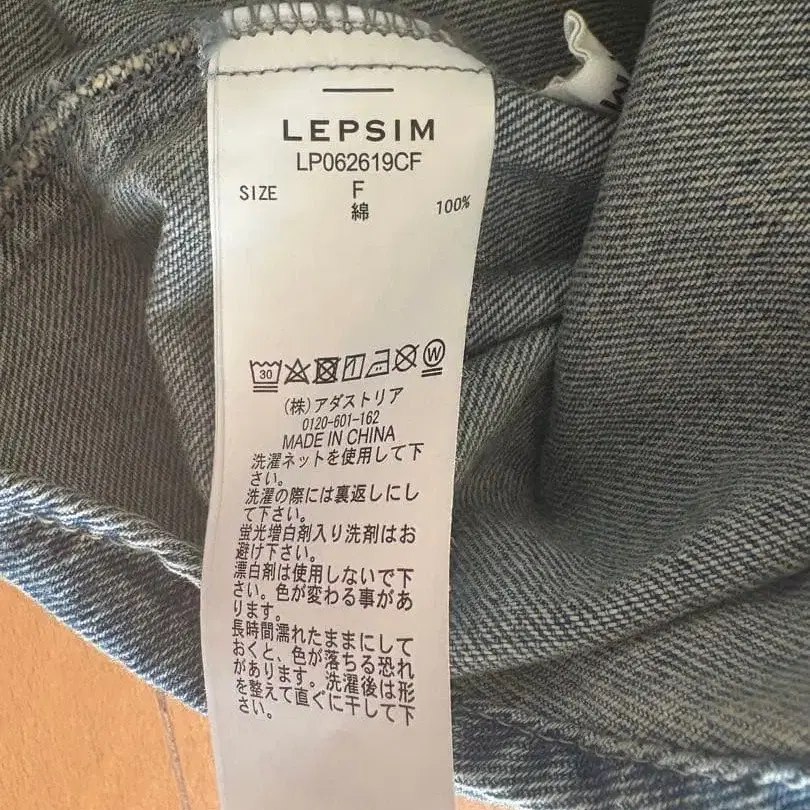 LEPSIM
LP062619CF
SIZE F
綿 100%
30 W
(株)アダストリア
0120-601-162
MADE IN CHINA
洗濯ネットを使用して下
さい。
洗濯の際には裏返しにし
て下さい。
蛍光増白剤入り洗剤はお
避け下さい。
漂白剤は使用しないで下
さい。色が変わる事があ
ります。
長時間濡れたままにして
おくと、色が落ちる恐れ
があります。洗濯後は形
を整えて直ぐに干して下
さい。
M